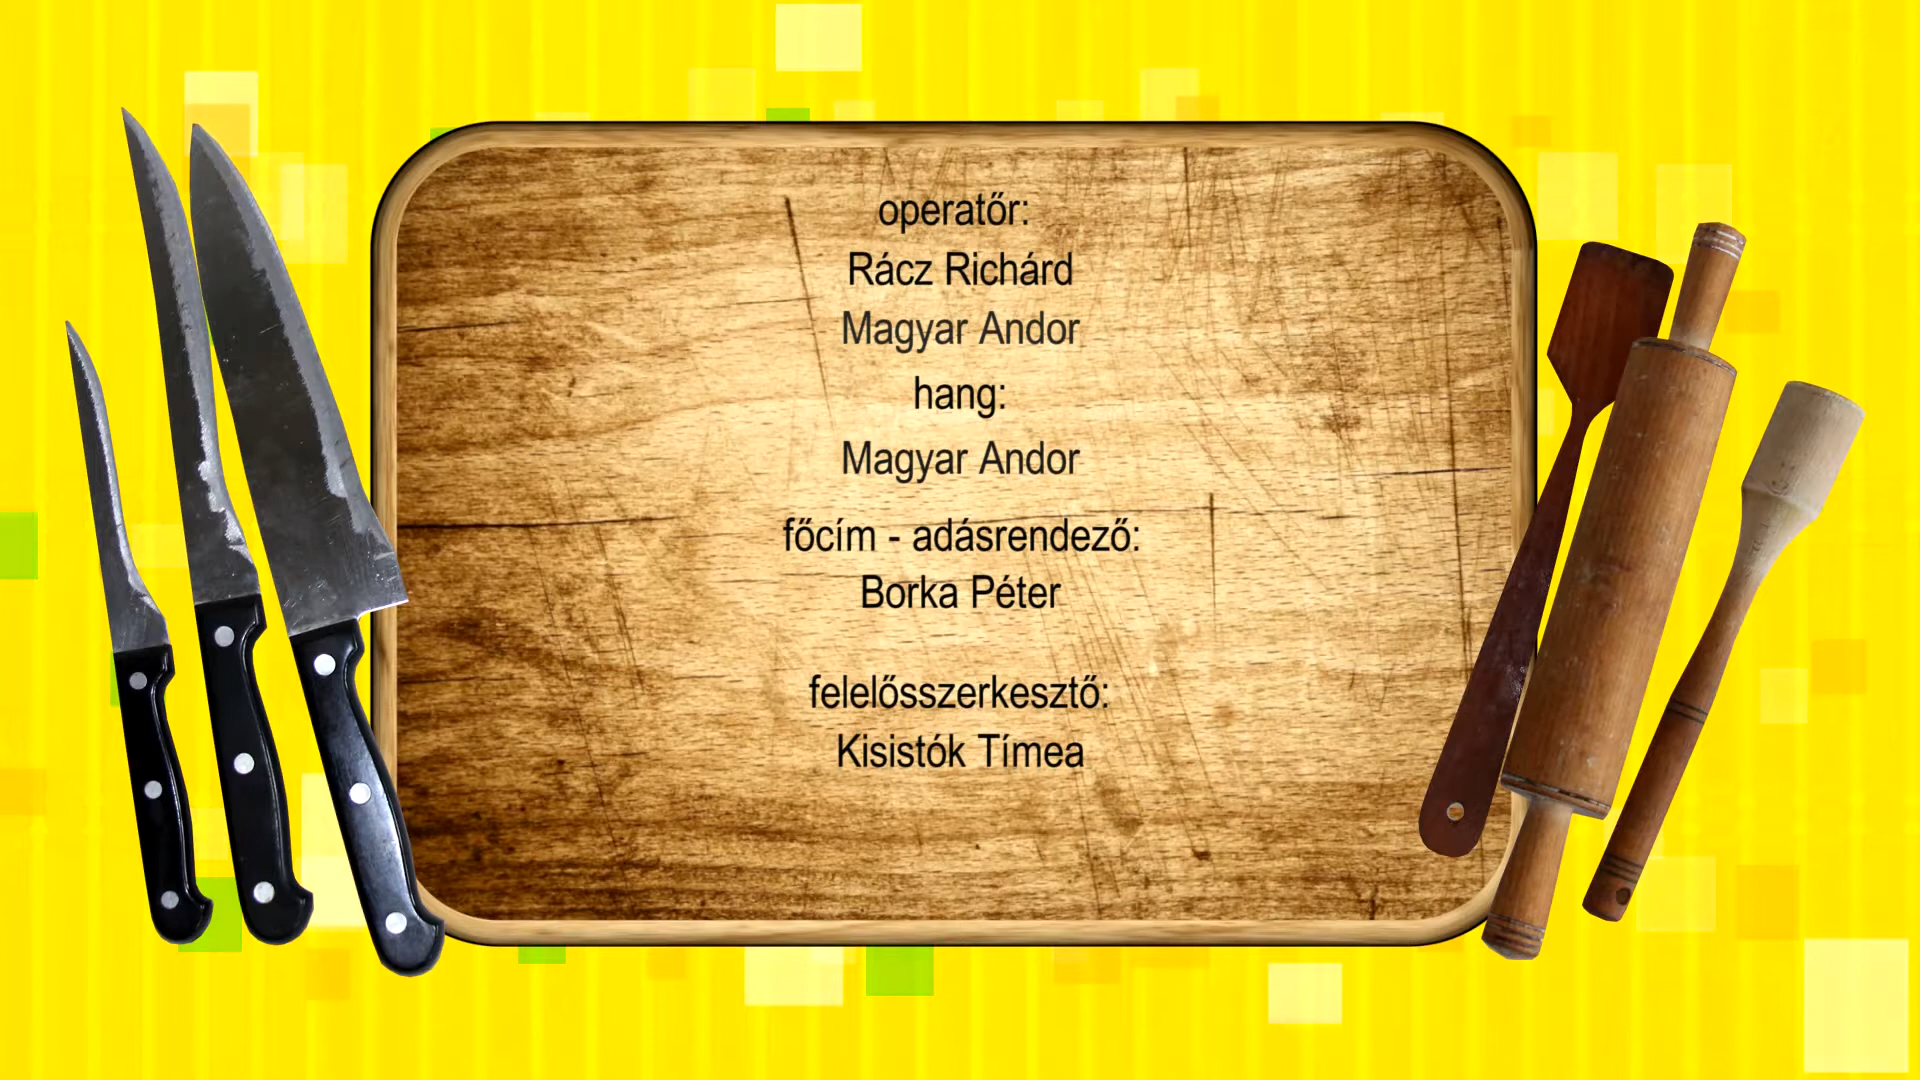 operatőr:
Rácz Richárd
Magyar Andor
hang:
Magyar Andor
főcím - adásrendező:
Borka Péter
felelősszerkesztő:
Kisistók Tímea